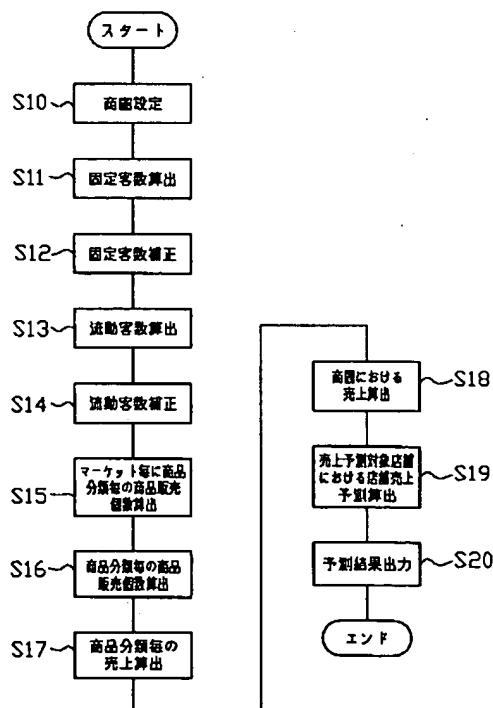 スタート
S10
商圏設定
S11
固定客数算出
S12
固定客数補正
S13
流動客数算出
S14
流動客数補正
S15
マーケット毎に商品
分類毎の商品販売
個数算出
S16
商品分類毎の商品
販売個数算出
S17
商品分類毎の
売上算出
商圏における
売上算出
S18
売上予測対象店舗
における店舗売上
予測算出
S19
予測結果出力
S20
エンド